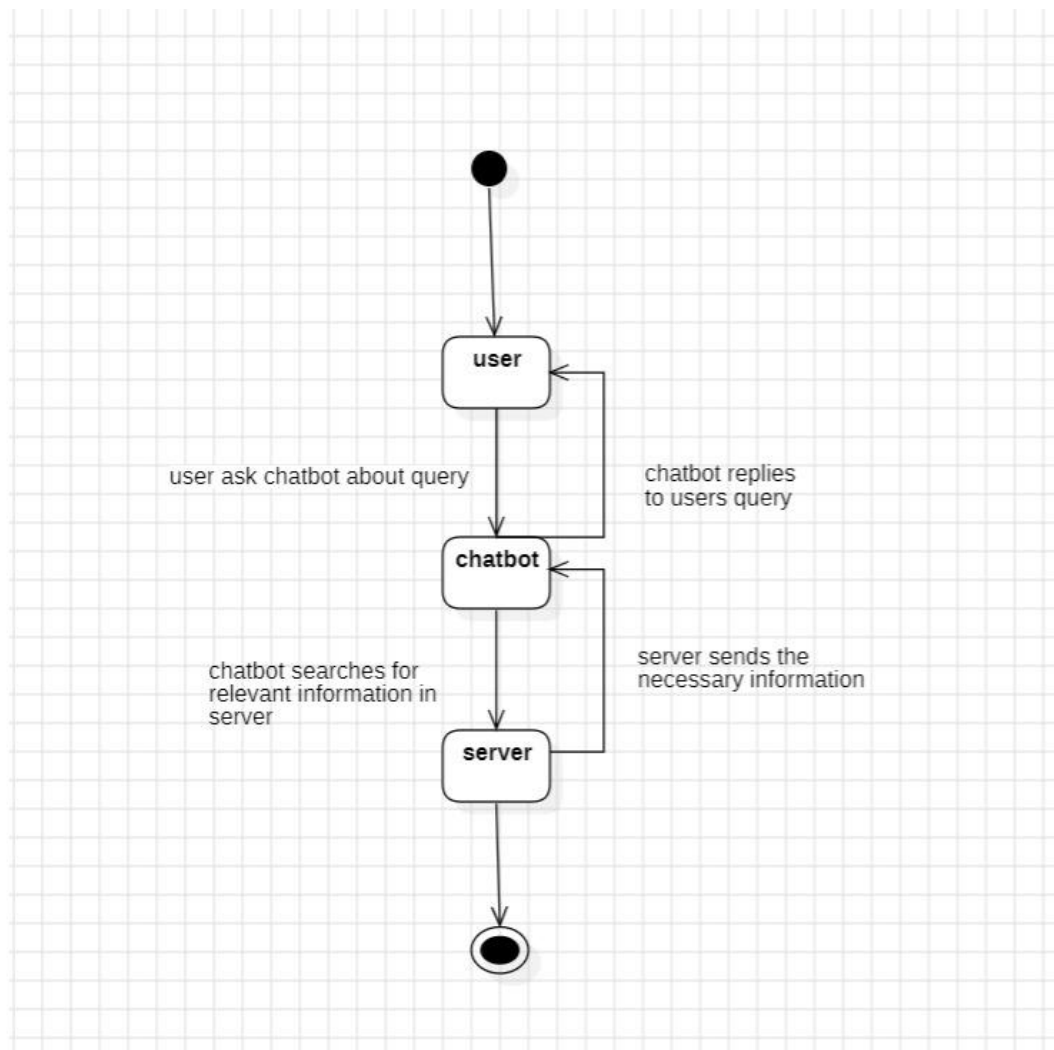 user
user ask chatbot about query
chatbot replies
to users query
chatbot
chatbot searches for
relevant information in
server
server sends the
necessary information
server